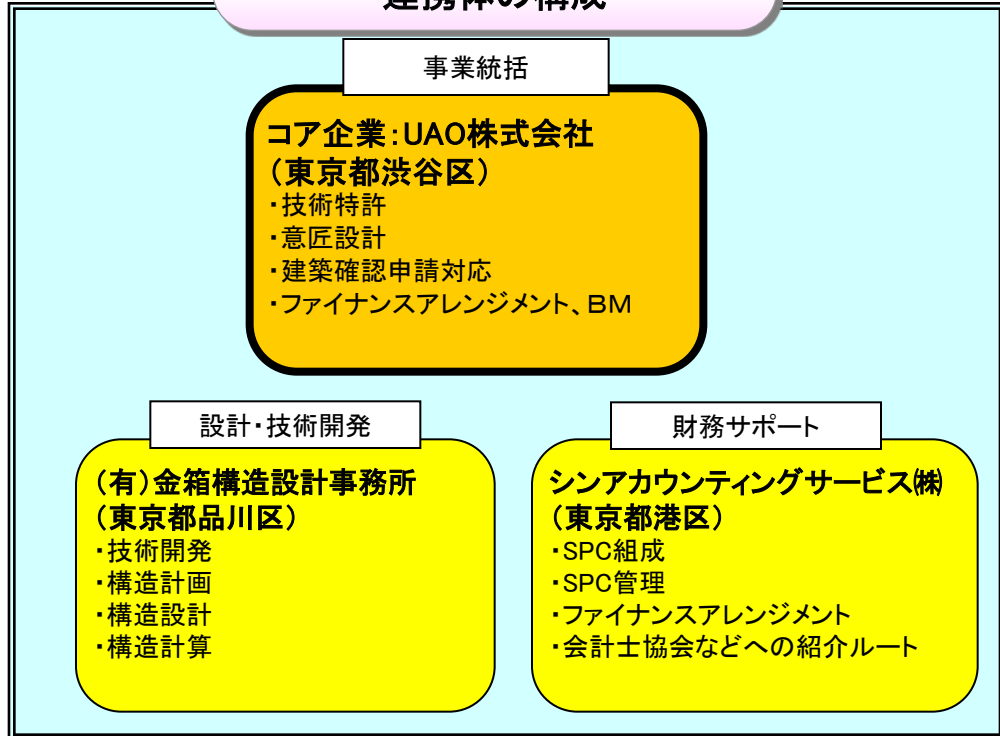 連携体の構成
事業統括
コア企業：UAO株式会社
（東京都渋谷区）
・技術特許
・意匠設計
・建築確認申請対応
・ファイナンスアレンジメント、ＢＭ
設計・技術開発
（有）金箱構造設計事務所
（東京都品川区）
・技術開発
・構造計画
・構造設計
・構造計算
財務サポート
シンアカウンティングサービス㈱
（東京都港区）
・SPC組成
・SPC管理
・ファイナンスアレンジメント
・会計士協会などへの紹介ルート